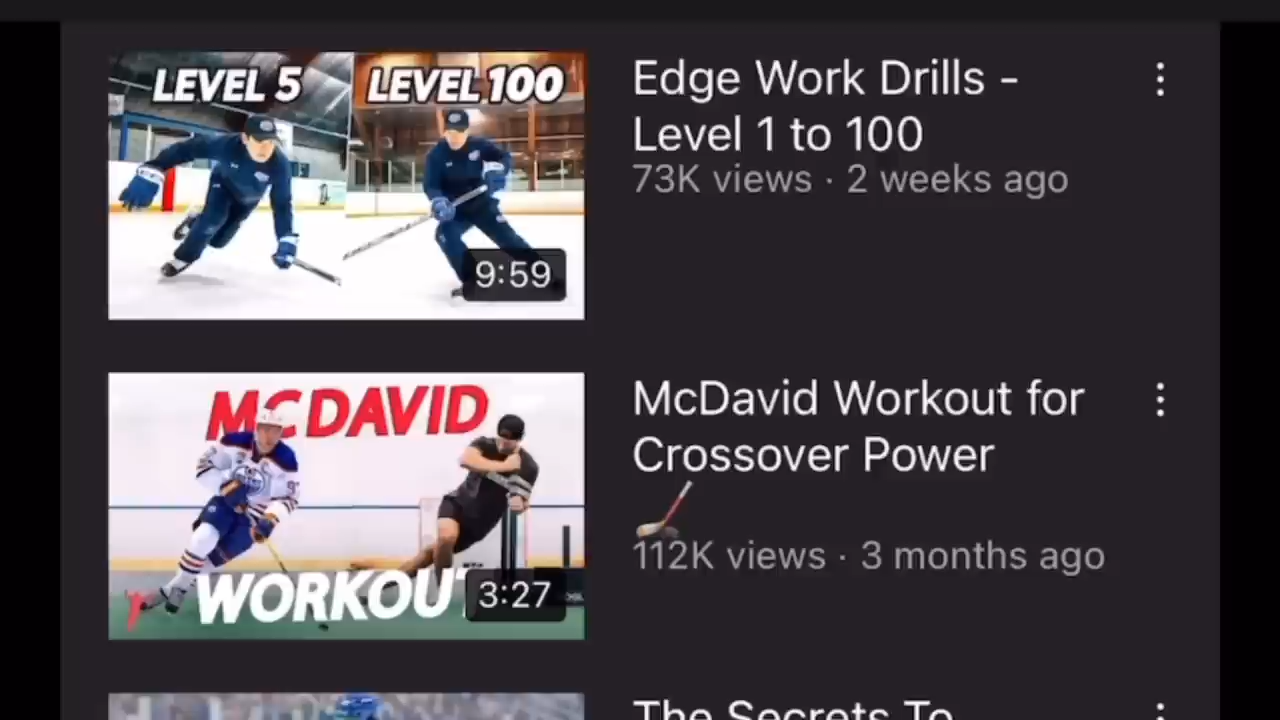 LEVEL 5
LEVEL 100
9:59
Edge Work Drills -
Level 1 to 100
73K views · 2 weeks ago
MCDAVID
WORKOUT
3:27
McDavid Workout for
Crossover Power
🏒
112K views · 3 months ago
The Secrets To